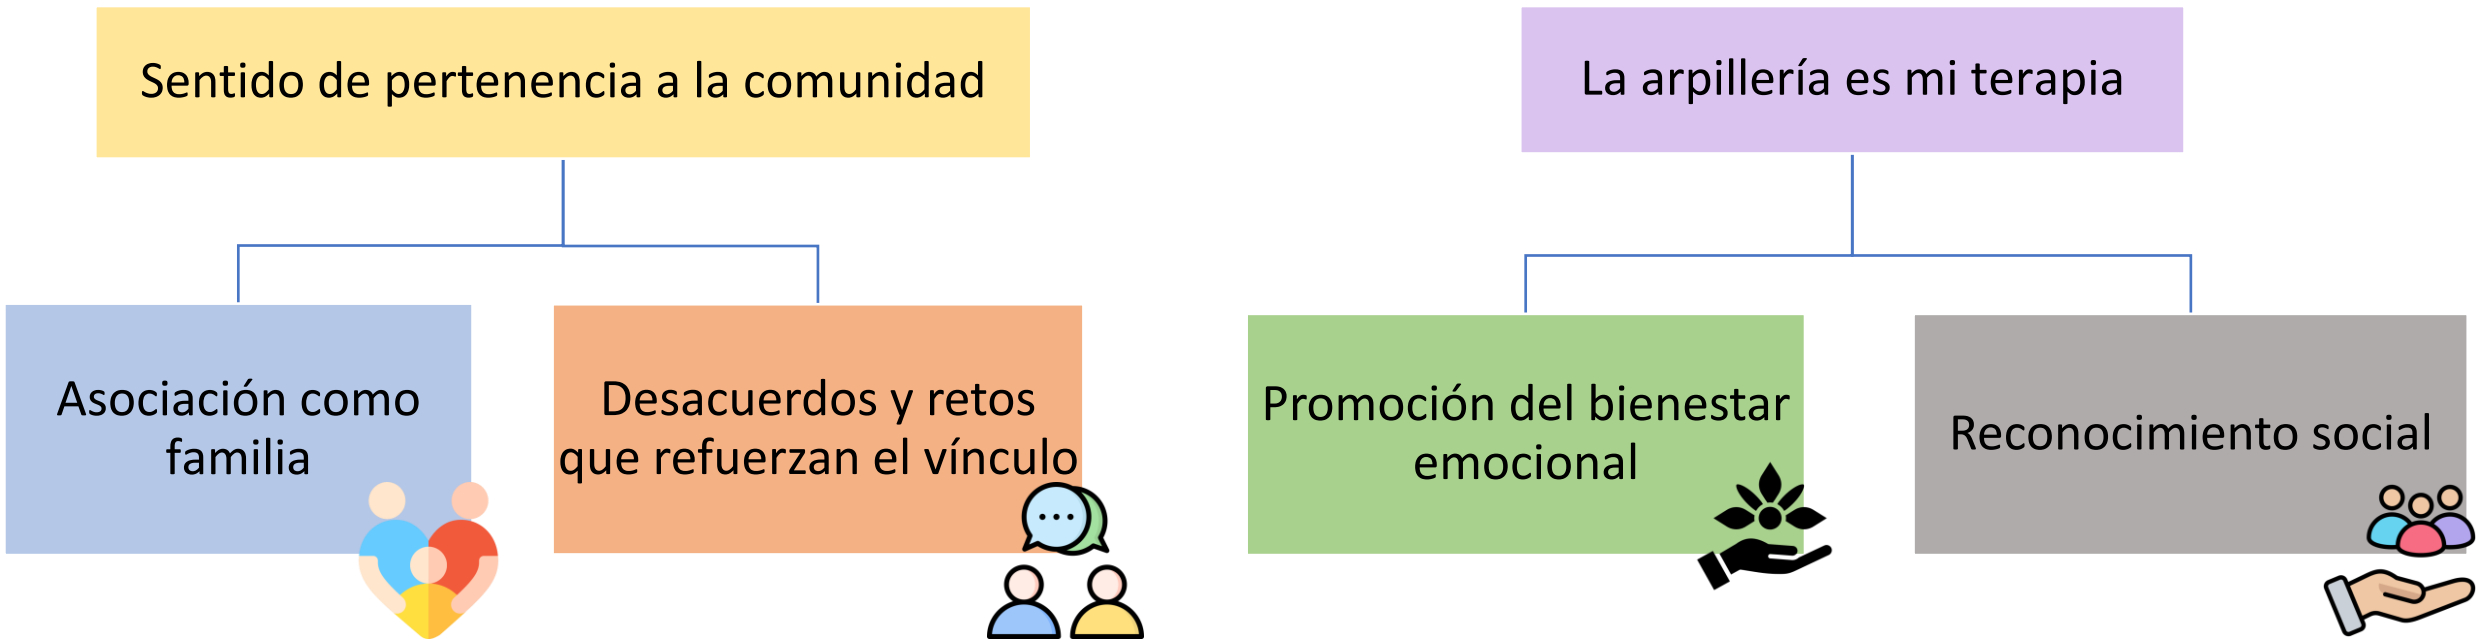 Sentido de pertenencia a la comunidad
La arpillería es mi terapia
Asociación como
familia
Desacuerdos y retos
que refuerzan el vínculo
Promoción del bienestar
emocional
Reconocimiento social